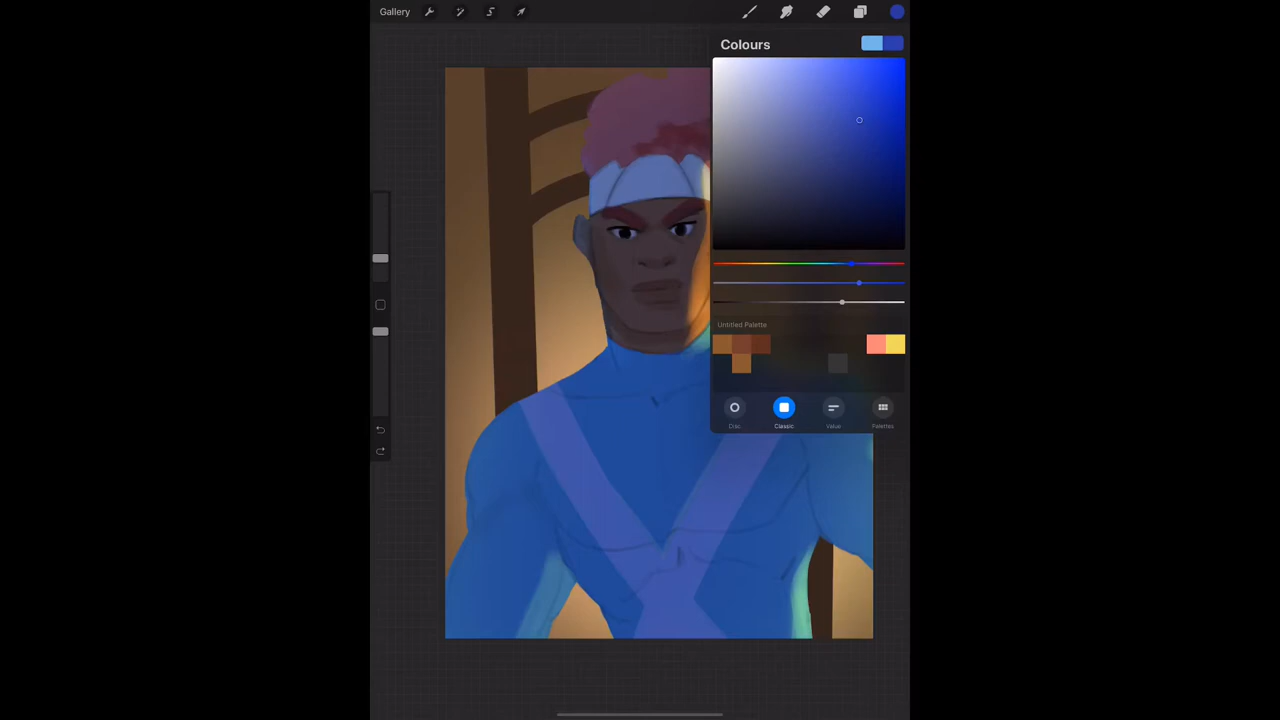 Gallery
Colours
Untitled Palette
Disc
Classic
Value
Palettes